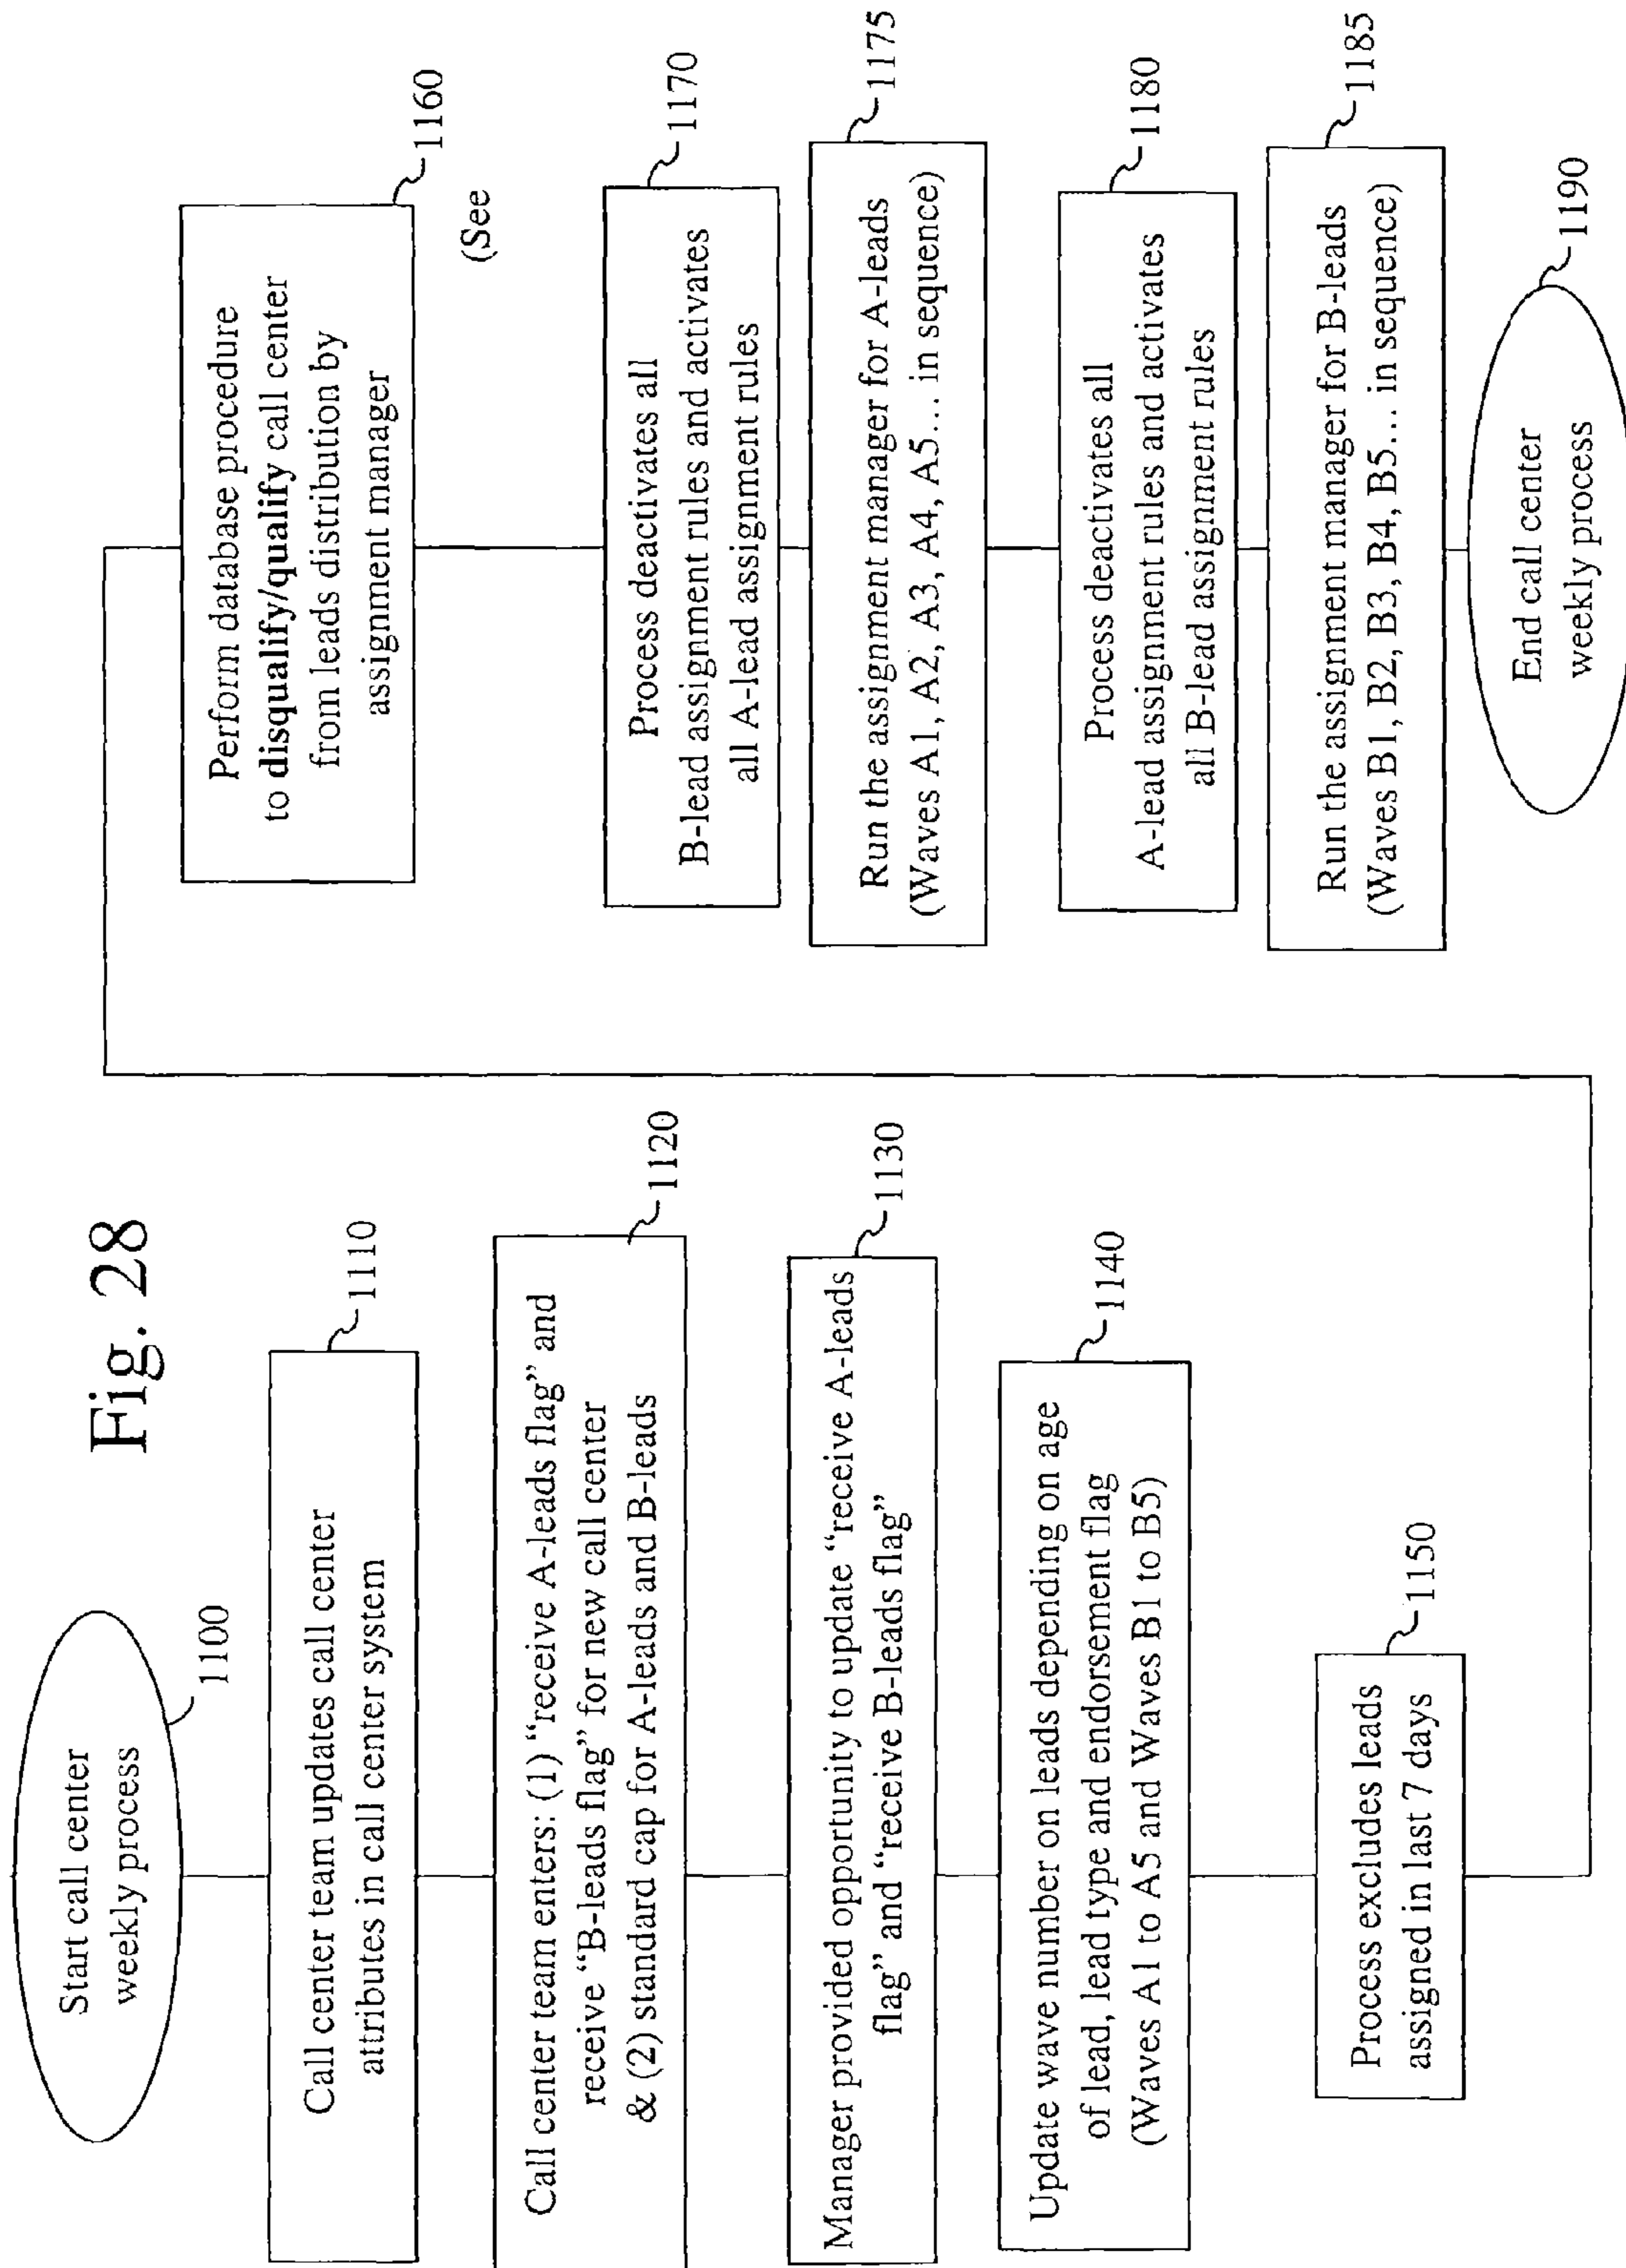 Fig. 28
Start call center
weekly process
1100
Call center team updates call center
attributes in call center system
1110
Call center team enters: (1) “receive A-leads flag” and
receive “B-leads flag” for new call center
& (2) standard cap for A-leads and B-leads
1120
Manager provided opportunity to update “receive A-leads
flag” and “receive B-leads flag”
1130
Update wave number on leads depending on age
of lead, lead type and endorsement flag
(Waves A1 to A5 and Waves B1 to B5)
1140
Process excludes leads
assigned in last 7 days
1150
Perform database procedure
to disqualify/qualify call center
from leads distribution by
assignment manager
1160
(See
Process deactivates all
B-lead assignment rules and activates
all A-lead assignment rules
1170
Run the assignment manager for A-leads
(Waves A1, A2, A3, A4, A5... in sequence)
1175
Process deactivates all
A-lead assignment rules and activates
all B-lead assignment rules
1180
Run the assignment manager for B-leads
(Waves B1, B2, B3, B4, B5... in sequence)
1185
End call center
weekly process
1190